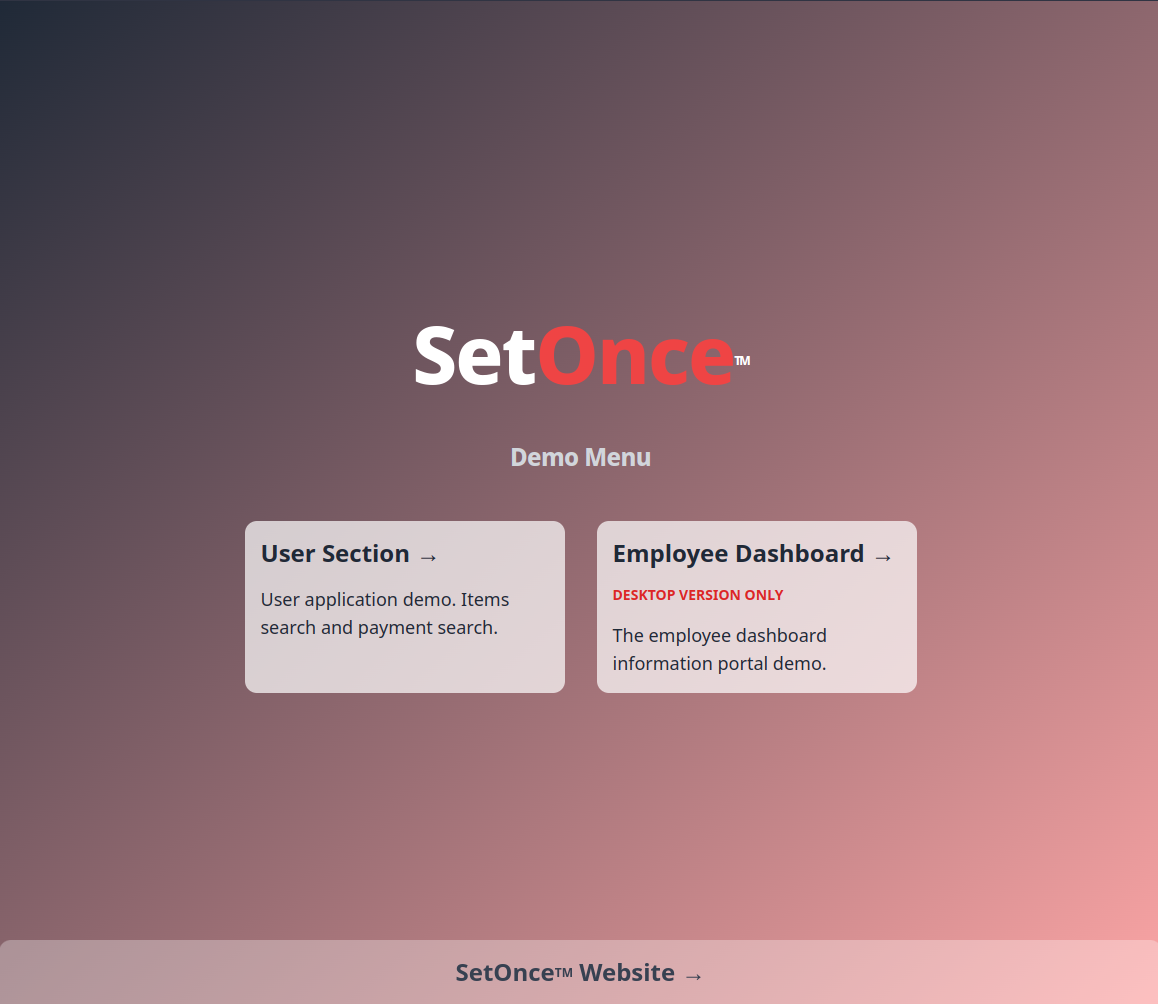 SetOnce™
Demo Menu
User Section →
User application demo. Items
search and payment search.
Employee Dashboard →
DESKTOP VERSION ONLY
The employee dashboard
information portal demo.
SetOnce™ Website →